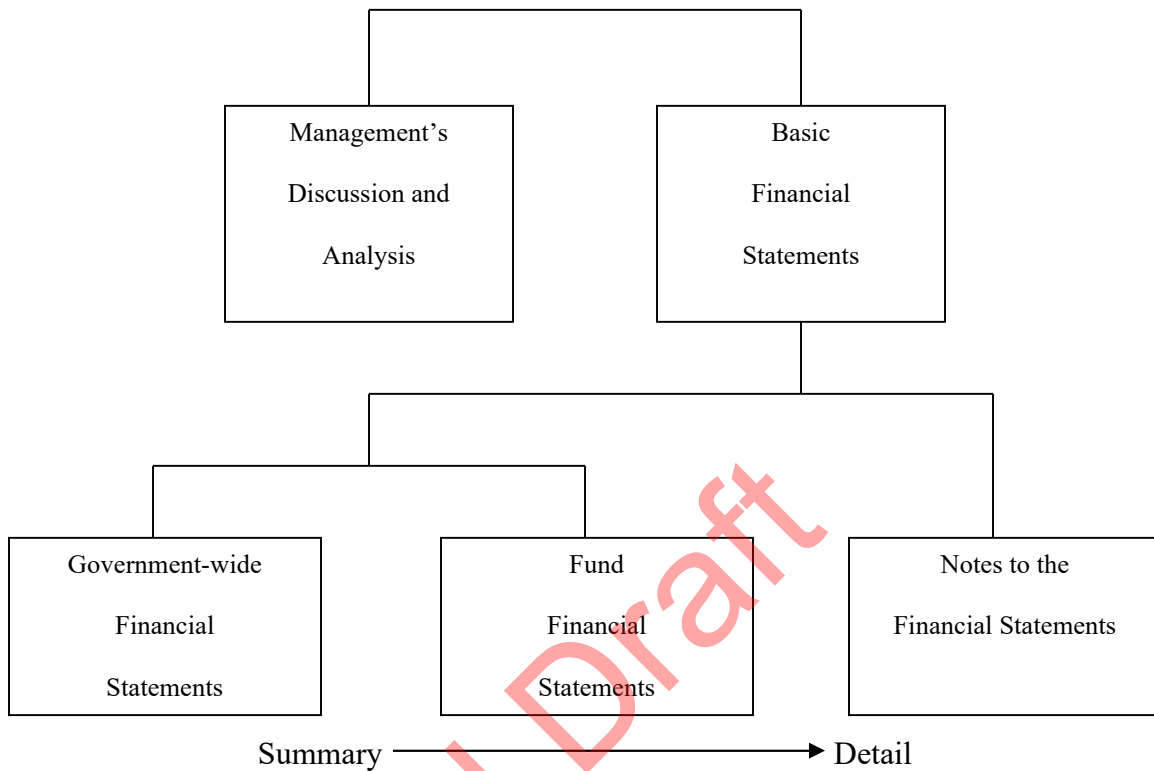 Management’s
Discussion and
Analysis
Basic
Financial
Statements
Government-wide
Financial
Statements
Fund
Financial
Statements
Notes to the
Financial Statements
Summary
Detail
Draft